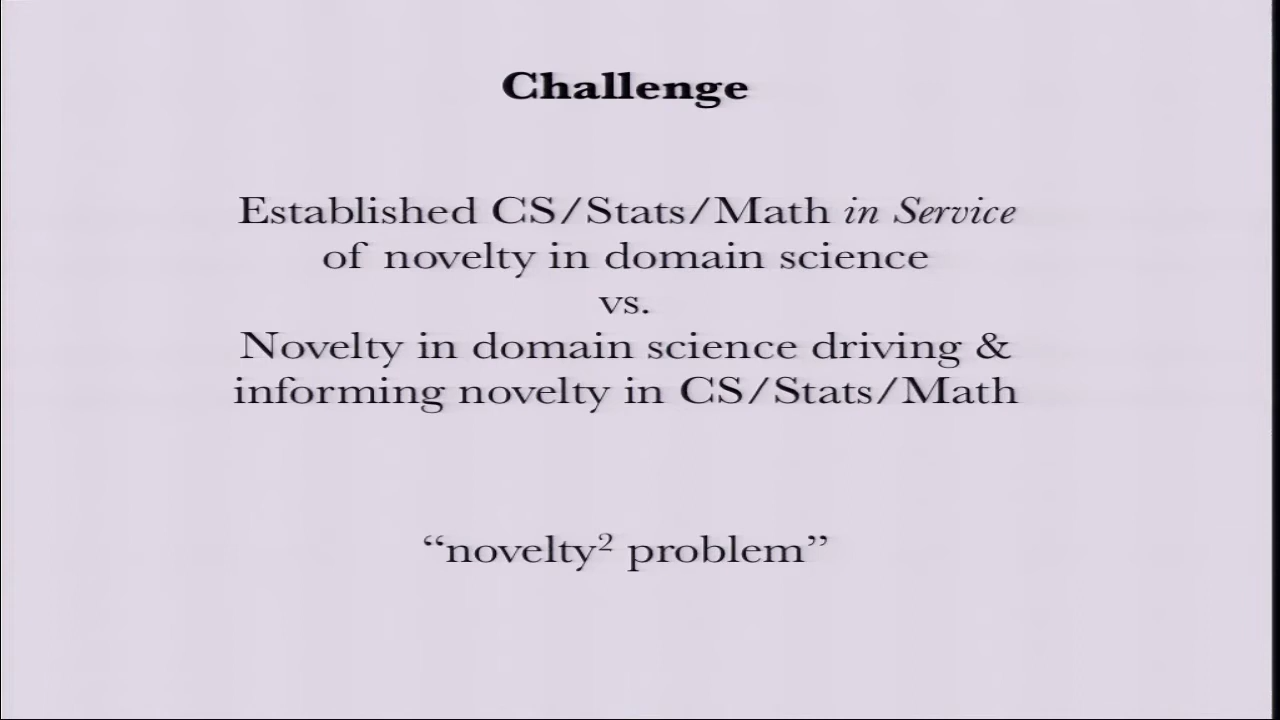 Challenge
Established CS/Stats/Math in Service
of novelty in domain science
vs.
Novelty in domain science driving &
informing novelty in CS/Stats/Math
“novelty² problem”